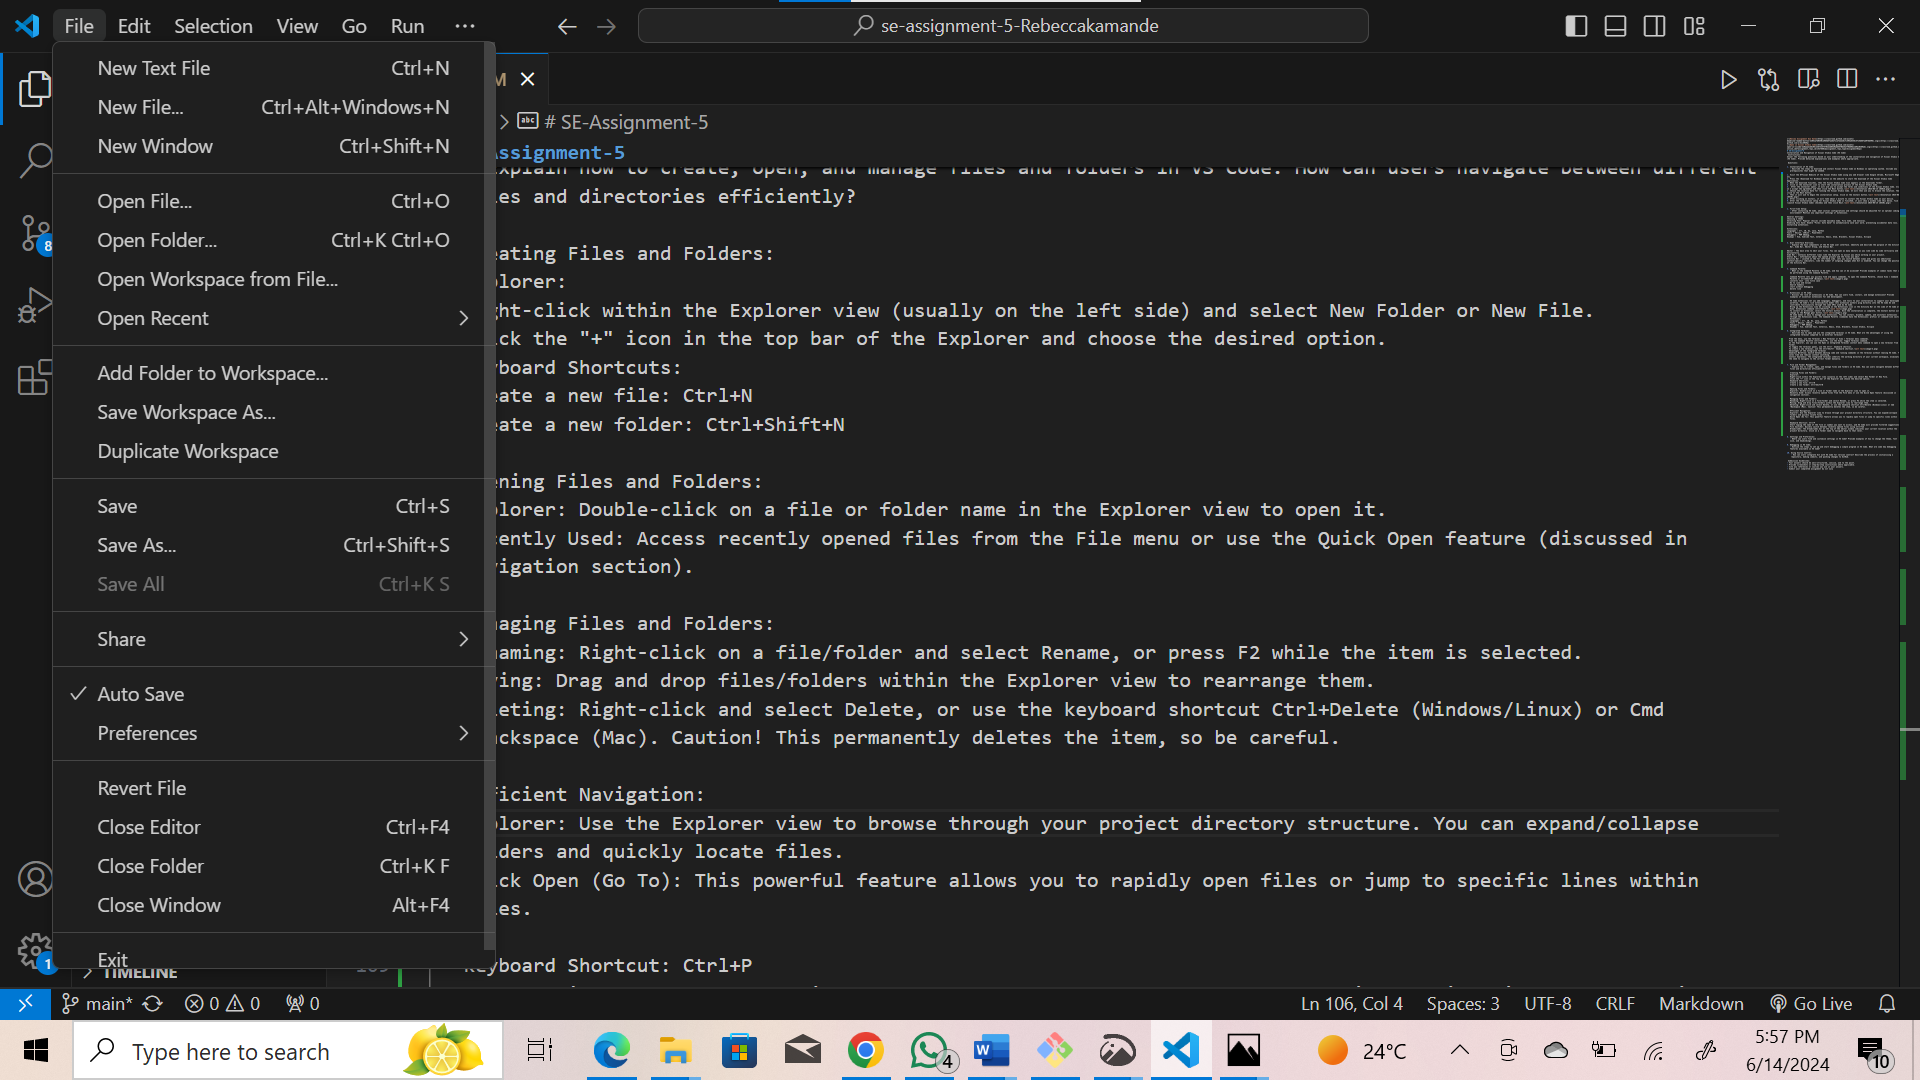 File Edit Selection View Go Run ...
se-assignment-5-Rebeccakamande
New Text File Ctrl+N
New File... Ctrl+Alt+Windows+N
New Window Ctrl+Shift+N
Open File... Ctrl+O
Open Folder... Ctrl+K Ctrl+O
Open Workspace from File...
Open Recent
Add Folder to Workspace...
Save Workspace As...
Duplicate Workspace
Save Ctrl+S
Save As... Ctrl+Shift+S
Save All Ctrl+K S
Share
Auto Save
Preferences
Revert File
Close Editor Ctrl+F4
Close Folder Ctrl+K F
Close Window Alt+F4
Exit
TIMELINE
8
1
M
# SE-Assignment-5
ssignment-5
xplain how to create, open, and manage files and folders in VS Code. How can users navigate between different
es and directories efficiently?
ating Files and Folders:
lorer:
ght-click within the Explorer view (usually on the left side) and select New Folder or New File.
ck the "+" icon in the top bar of the Explorer and choose the desired option.
board Shortcuts:
ate a new file: Ctrl+N
ate a new folder: Ctrl+Shift+N
ning Files and Folders:
lorer: Double-click on a file or folder name in the Explorer view to open it.
ently Used: Access recently opened files from the File menu or use the Quick Open feature (discussed in
igation section).
aging Files and Folders:
aming: Right-click on a file/folder and select Rename, or press F2 while the item is selected.
ing: Drag and drop files/folders within the Explorer view to rearrange them.
eting: Right-click and select Delete, or use the keyboard shortcut Ctrl+Delete (Windows/Linux) or Cmd
ckspace (Mac). Caution! This permanently deletes the item, so be careful.
icient Navigation:
lorer: Use the Explorer view to browse through your project directory structure. You can expand/collapse
ders and quickly locate files.
ck Open (Go To): This powerful feature allows you to rapidly open files or jump to specific lines within
es.
Keyboard Shortcut: Ctrl+P
main* 0 0 0
Ln 106, Col 4 Spaces: 3 UTF-8 CRLF Markdown Go Live
Type here to search
4
24°C
5:57 PM
6/14/2024
10